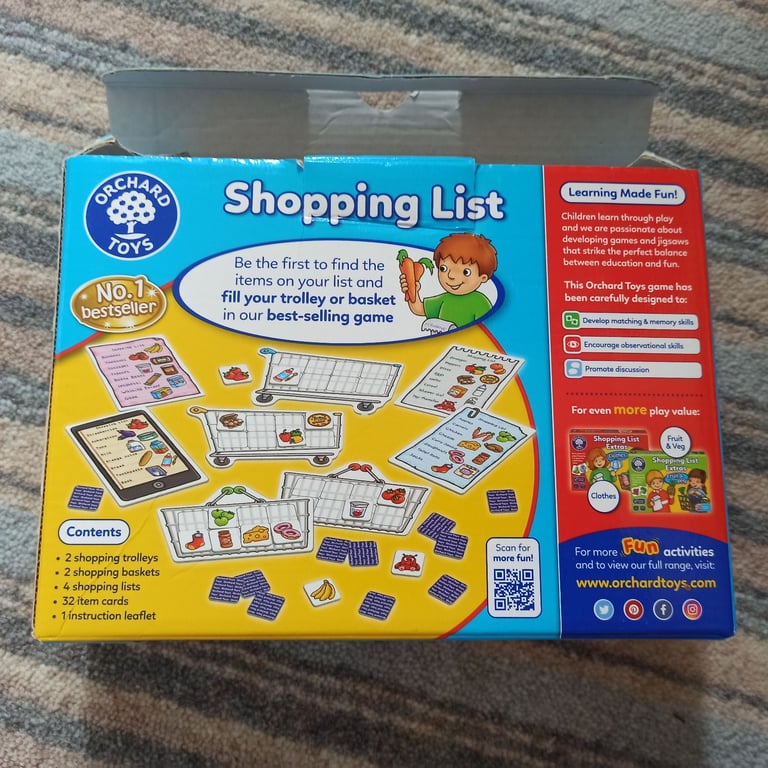 ORCHARD
TOYS
Shopping List
No.1
bestseller
Be the first to find the
items on your list and
fill your trolley or basket
in our best-selling game
Contents
• 2 shopping trolleys
• 2 shopping baskets
• 4 shopping lists
• 32 item cards
• 1 instruction leaflet
Scan for
more fun!
Learning Made Fun!
Children learn through play
and we are passionate about
developing games and jigsaws
that strike the perfect balance
between education and fun.
This Orchard Toys game has
been carefully designed to:
Develop matching & memory skills
Encourage observational skills
Promote discussion
For even more play value:
Shopping List
Extras
Clothes
Fruit
& Veg
Shopping List
Extras
Clothes
For more Fun activities
and to view our full range, visit:
www.orchardtoys.com